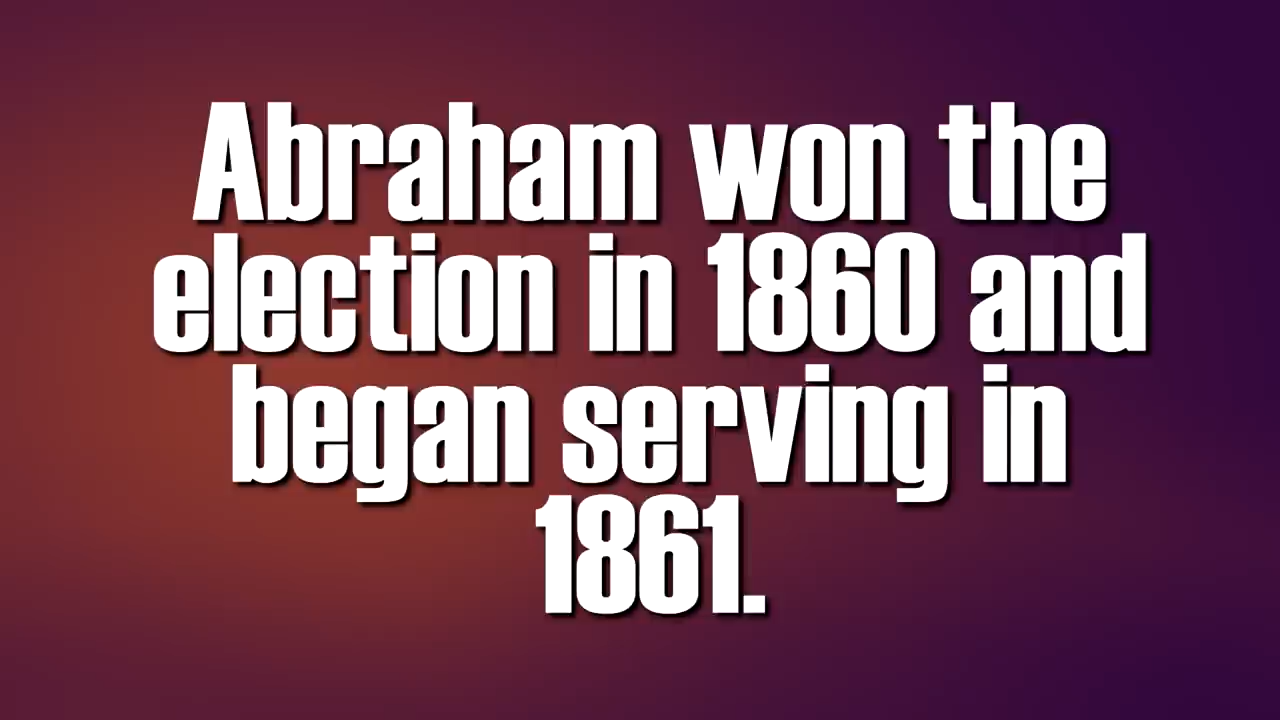 Abraham won the
election in 1860 and
began serving in
1861.